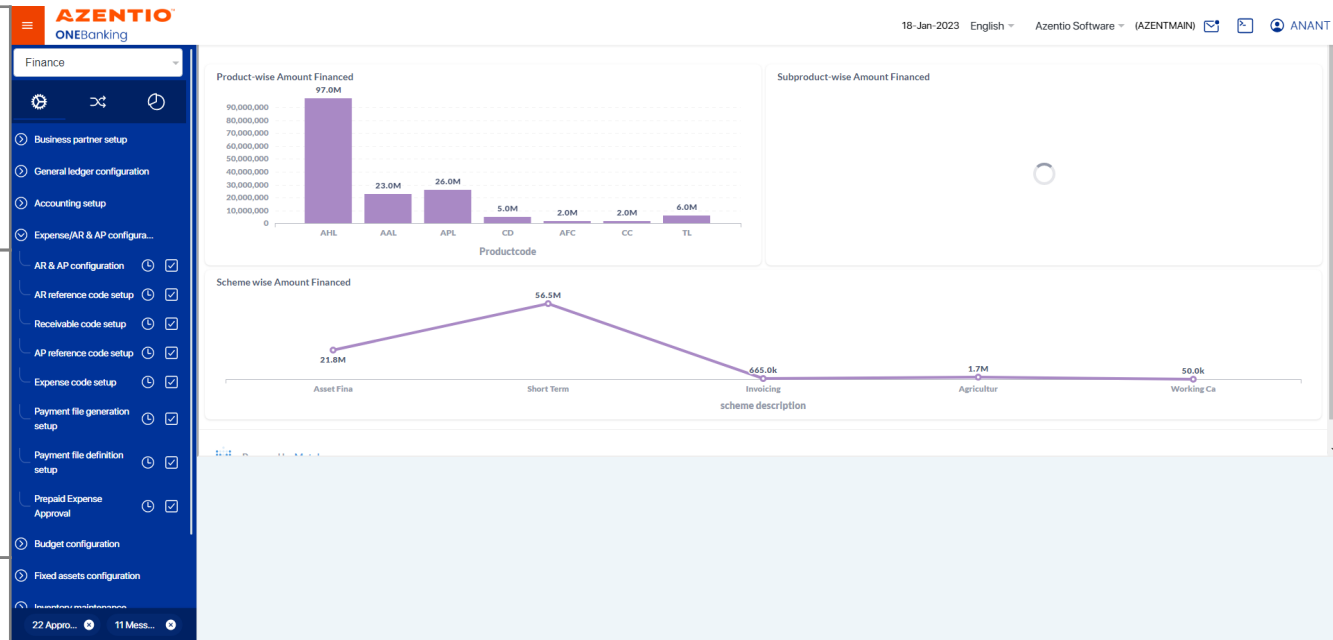 AZENTIO
ONEBanking
18-Jan-2023 English Azentio Software (AZENTMAIN) ANANT
Finance
Business partner setup
General ledger configuration
Accounting setup
Expense/AR & AP configura...
AR & AP configuration
AR reference code setup
Receivable code setup
AP reference code setup
Expense code setup
Payment file generation
setup
Payment file definition
setup
Prepaid Expense
Approval
Budget configuration
Fixed assets configuration
Inventory maintenance
22 Appro... 11 Mess...
Product-wise Amount Financed
97.0M
90,000,000
80,000,000
70,000,000
60,000,000
50,000,000
40,000,000
30,000,000
20,000,000
10,000,000
0
23.0M 26.0M 5.0M 2.0M 2.0M 6.0M
AHL AAL APL CD AFC CC TL
Productcode
Subproduct-wise Amount Financed
Scheme wise Amount Financed
21.8M 56.5M 665.0k 1.7M 50.0k
Asset Fina Short Term Invoicing Agricultur Working Ca
scheme description